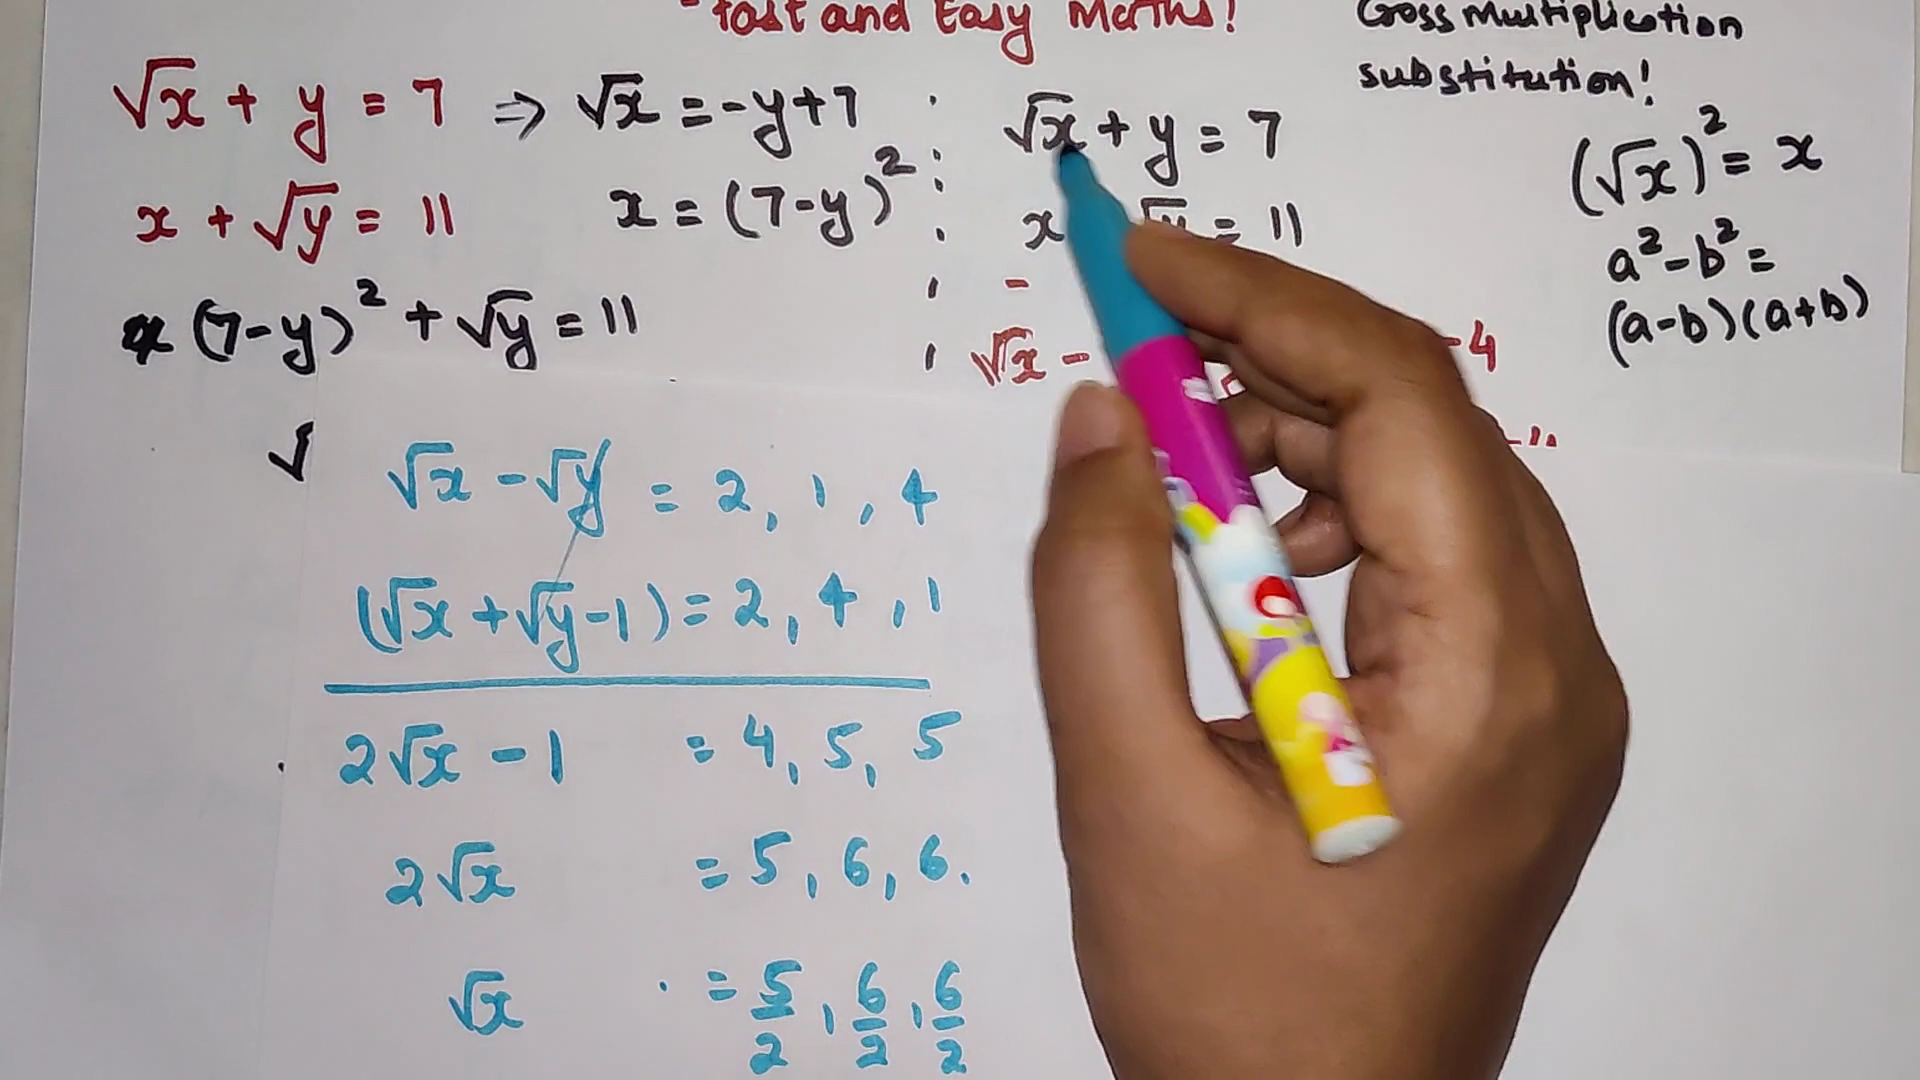 fast and Easy Maths!
Cross Multiplication
substitution!
√x + y = 7 ⇒ √x = -y+7
x + √y = 11
x = (7-y)²
(7-y)² + √y = 11
√
√x + y = 7
x √y = 11
-
√x -
-4
(√x)² = x
a² - b² =
(a-b)(a+b)
√x - √y = 2, 1, 4
(√x + √y - 1) = 2, 4, 1
2√x - 1 = 4, 5, 5
2√x = 5, 6, 6.
√x = 5/2, 6/2, 6/2